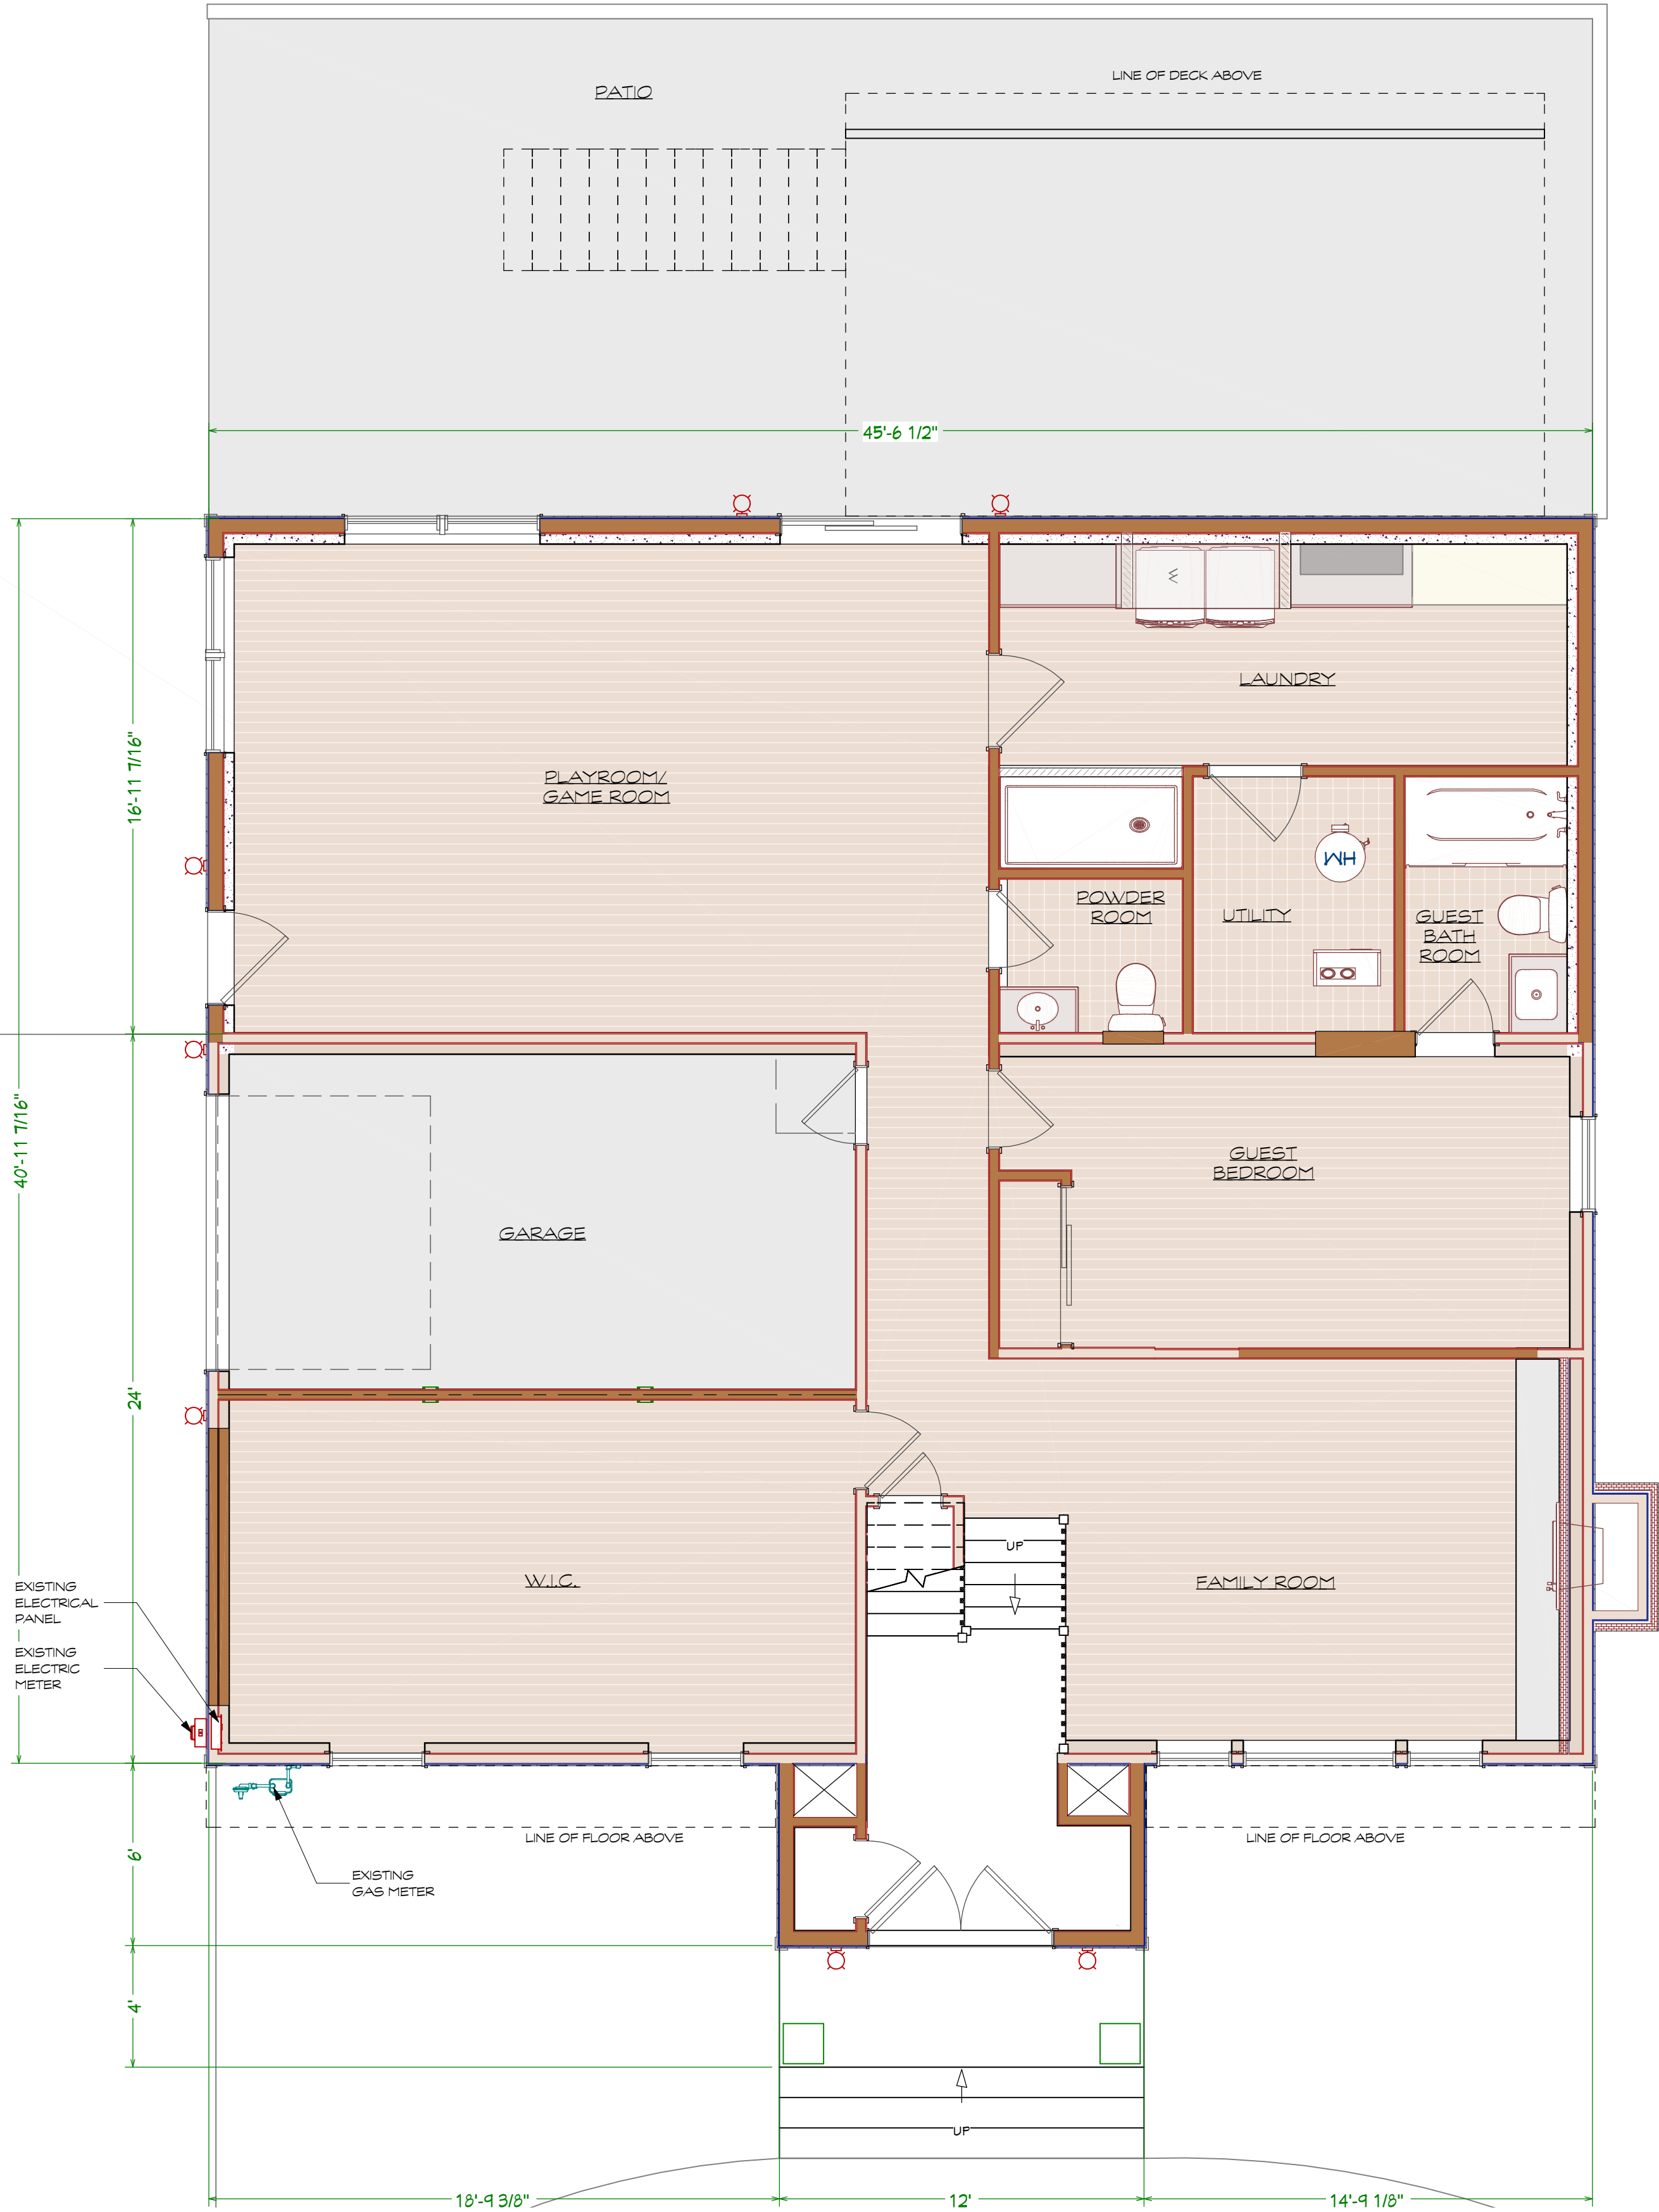 LINE OF DECK ABOVE
PATIO
45'-6 1/2"
W
LAUNDRY
16'-11 7/16"
PLAYROOM/
GAME ROOM
WH
POWDER
ROOM
UTILITY
GUEST
BATH
ROOM
40'-11 7/16"
GUEST
BEDROOM
GARAGE
24'
UP
W.I.C.
FAMILY ROOM
EXISTING
ELECTRICAL
PANEL
EXISTING
ELECTRIC
METER
LINE OF FLOOR ABOVE
LINE OF FLOOR ABOVE
6'
EXISTING
GAS METER
4'
UP
18'-9 3/8"
12'
14'-9 1/8"